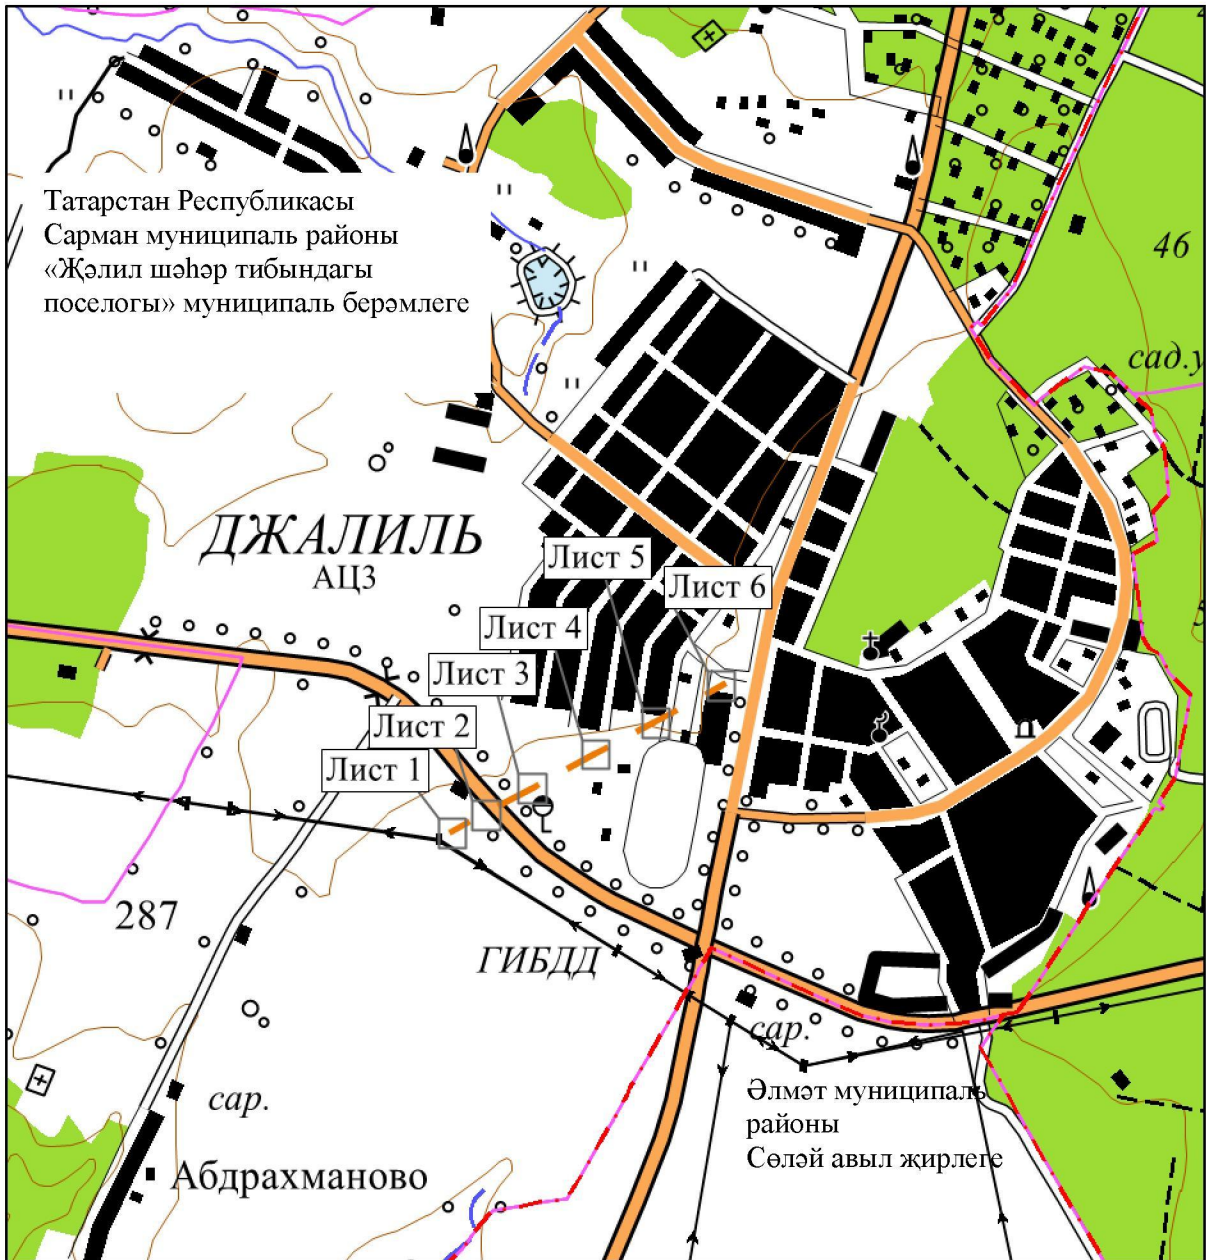 Татарстан Республикасы
Сарман муниципаль районы
«Җәлил шәһәр тибындагы
поселогы» муниципаль берәмлеге
46
сад.у
ДЖАЛИЛЬ
АЦЗ
Лист 5
Лист 6
Лист 4
Лист 3
Лист 2
Лист 1
287
ГИБДД
сар.
сар.
Әлмәт муниципаль
районы
Сөләй авыл җирлеге
Абдрахманово